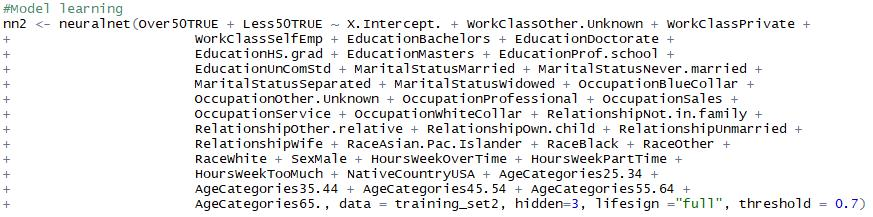 #Model learning
nn2 <- neuralnet(Over50TRUE + Less50TRUE ~ X.Intercept. + WorkClassOther.Unknown + WorkClassPrivate +
+ WorkClassSelfEmp + EducationBachelors + EducationDoctorate +
+ EducationHS.grad + EducationMasters + EducationProf.school +
+ EducationUnComStd + MaritalStatusMarried + MaritalStatusNever.married +
+ MaritalStatusSeparated + MaritalStatusWidowed + OccupationBlueCollar +
+ OccupationOther.Unknown + OccupationProfessional + OccupationSales +
+ OccupationService + OccupationWhiteCollar + RelationshipNot.in.family +
+ RelationshipOther.relative + RelationshipOwn.child + RelationshipUnmarried +
+ RelationshipWife + RaceAsian.Pac.Islander + RaceBlack + RaceOther +
+ RaceWhite + SexMale + HoursWeekOverTime + HoursWeekPartTime +
+ HoursWeekTooMuch + NativeCountryUSA + AgeCategories25.34 +
+ AgeCategories35.44 + AgeCategories45.54 + AgeCategories55.64 +
+ AgeCategories65., data = training_set2, hidden=3, lifesign ="full", threshold = 0.7)